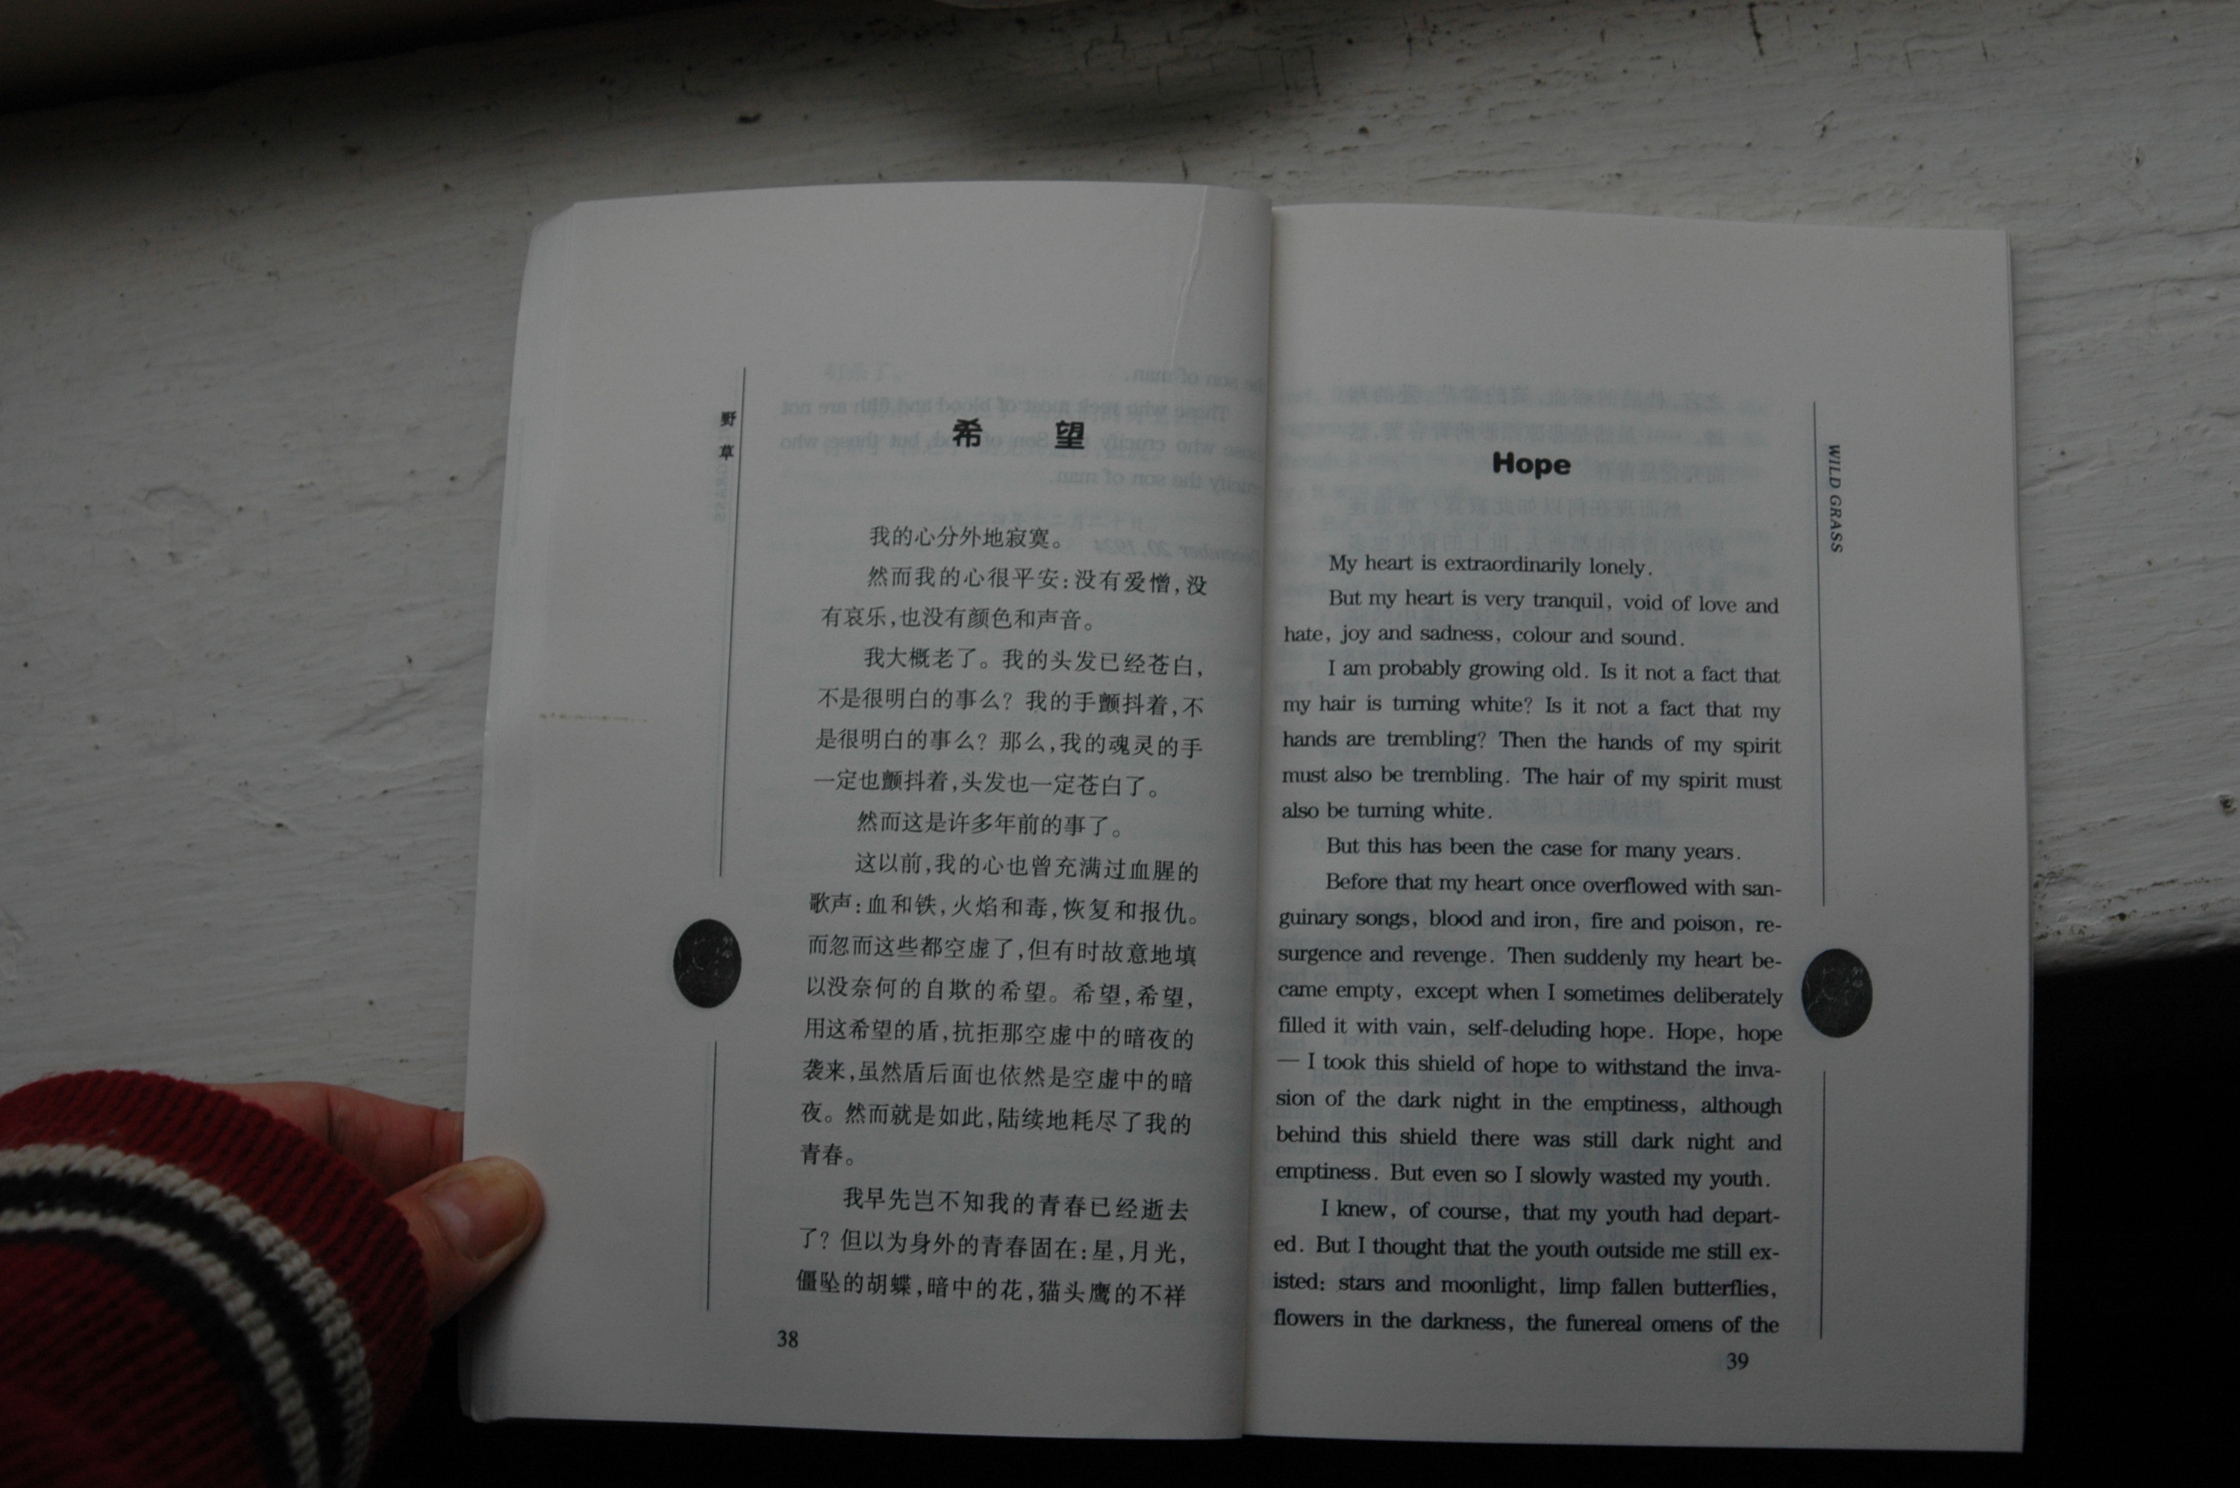 野草
希望
我的心分外地寂寞。
然而我的心很平安:没有爱憎,没
有哀乐,也没有颜色和声音。
我大概老了。我的头发已经苍白,
不是很明白的事么?我的手颤抖着,不
是很明白的事么?那么,我的魂灵的手
一定也颤抖着,头发也一定苍白了。
然而这是许多年前的事了。
这以前,我的心也曾充满过血腥的
歌声:血和铁,火焰和毒,恢复和报仇。
而忽而这些都空虚了,但有时故意地填
以没奈何的自欺的希望。希望,希望,
用这希望的盾,抗拒那空虚中的暗夜的
袭来,虽然盾后面也依然是空虚中的暗
夜。然而就是如此,陆续地耗尽了我的
青春。
我早先岂不知我的青春已经逝去
了?但以为身外的青春固在:星,月光,
僵坠的胡蝶,暗中的花,猫头鹰的不祥
38
WILD GRASS
Hope
My heart is extraordinarily lonely.
But my heart is very tranquil, void of love and
hate, joy and sadness, colour and sound.
I am probably growing old. Is it not a fact that
my hair is turning white? Is it not a fact that my
hands are trembling? Then the hands of my spirit
must also be trembling. The hair of my spirit must
also be turning white.
But this has been the case for many years.
Before that my heart once overflowed with san-
guinary songs, blood and iron, fire and poison, re-
surgence and revenge. Then suddenly my heart be-
came empty, except when I sometimes deliberately
filled it with vain, self-deluding hope. Hope, hope
— I took this shield of hope to withstand the inva-
sion of the dark night in the emptiness, although
behind this shield there was still dark night and
emptiness. But even so I slowly wasted my youth.
I knew, of course, that my youth had depart-
ed. But I thought that the youth outside me still ex-
isted: stars and moonlight, limp fallen butterflies,
flowers in the darkness, the funereal omens of the
39